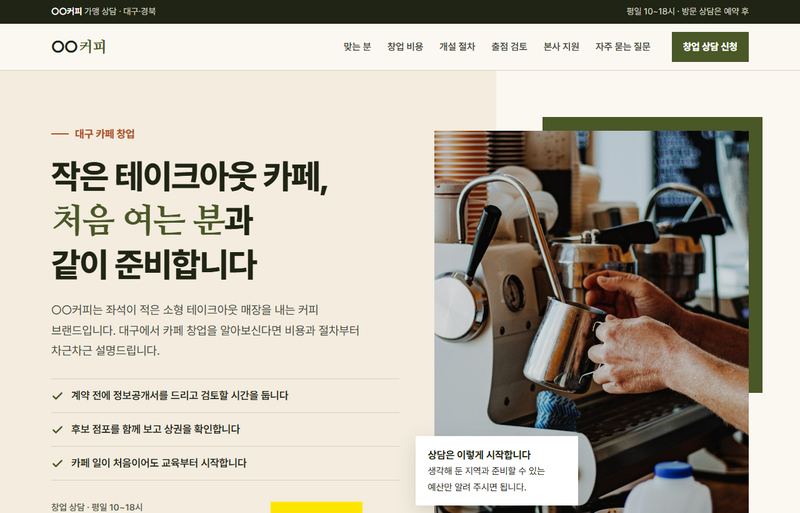 ○○커피 가맹 상담 · 대구·경북
평일 10~18시 · 방문 상담은 예약 후
○○커피
맞는 분
창업 비용
개설 절차
출점 검토
본사 지원
자주 묻는 질문
창업 상담 신청
대구 카페 창업
작은 테이크아웃 카페,
처음 여는 분과
같이 준비합니다
○○커피는 좌석이 적은 소형 테이크아웃 매장을 내는 커피
브랜드입니다. 대구에서 카페 창업을 알아보신다면 비용과 절차부터
차근차근 설명드립니다.
계약 전에 정보공개서를 드리고 검토할 시간을 둡니다
후보 점포를 함께 보고 상권을 확인합니다
카페 일이 처음이어도 교육부터 시작합니다
창업 상담 · 평일 10~18시
상담은 이렇게 시작합니다
생각해 둔 지역과 준비할 수 있는
예산만 알려 주시면 됩니다.